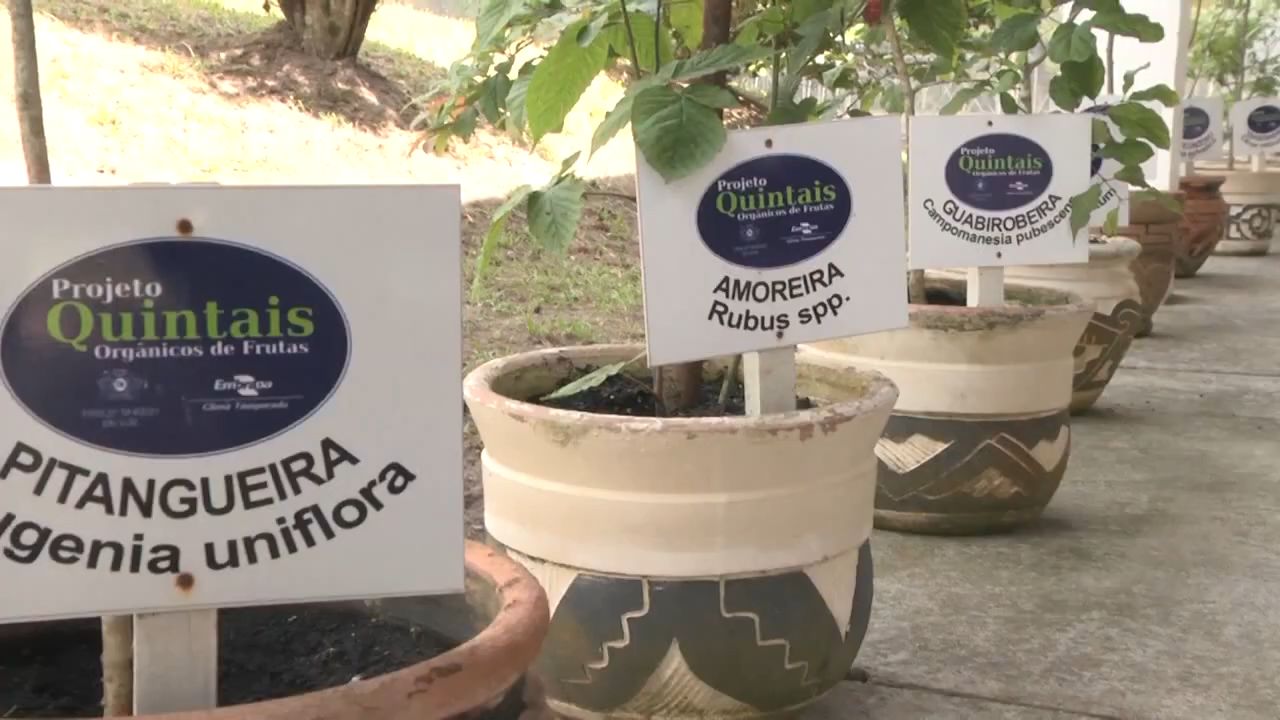 Projeto
Quintais
Orgânicos de Frutas
Clima Temperado
PITANGUEIRA
ugenia uniflora
Projeto
Quintais
Orgânicos de Frutas
AMOREIRA
Rubus spp.
Projeto
Quintais
Orgânicos de Frutas
GUABIROBEIRA
Campomanesia pubescens